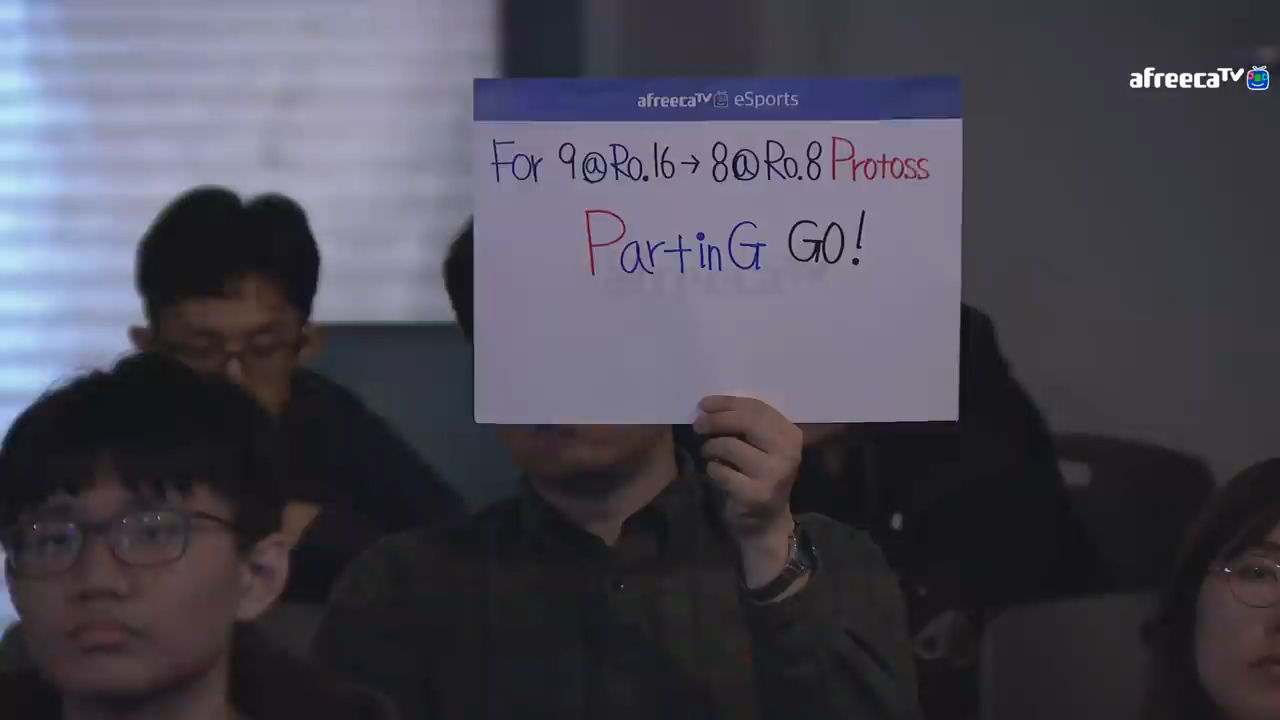 afreecaTV
afreecaTV eSports
For 9@Ro.16→8@Ro.8 Protoss
PartinG GO!